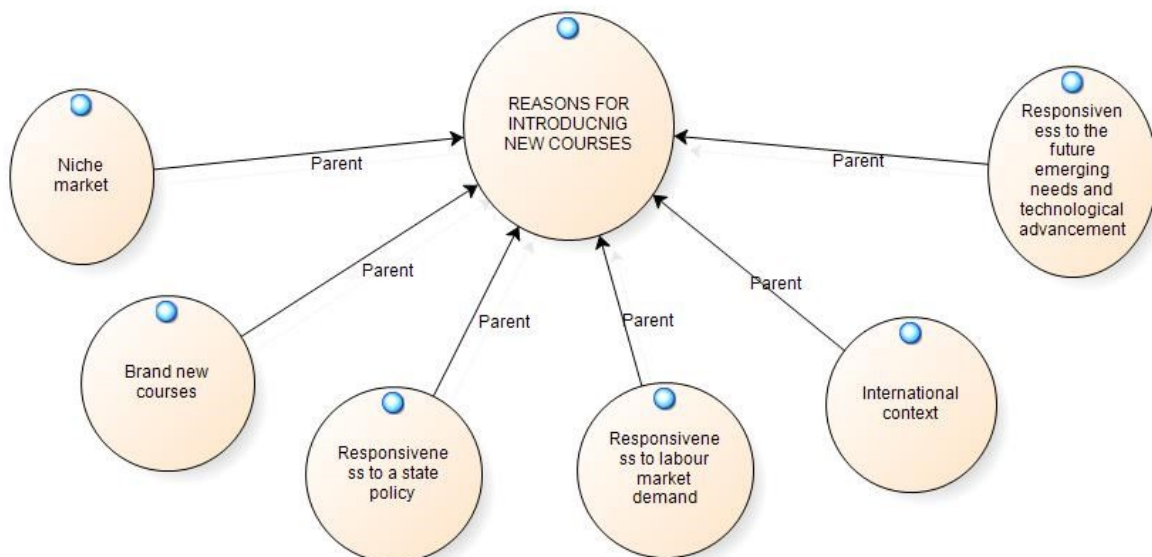 REASONS FOR
INTRODUCNIG
NEW COURSES
Niche
market
Parent
Brand new
courses
Parent
Responsivene
ss to a state
policy
Parent
Responsivene
ss to labour
market
demand
Parent
International
context
Parent
Responsiven
ess to the
future
emerging
needs and
technological
advancement
Parent